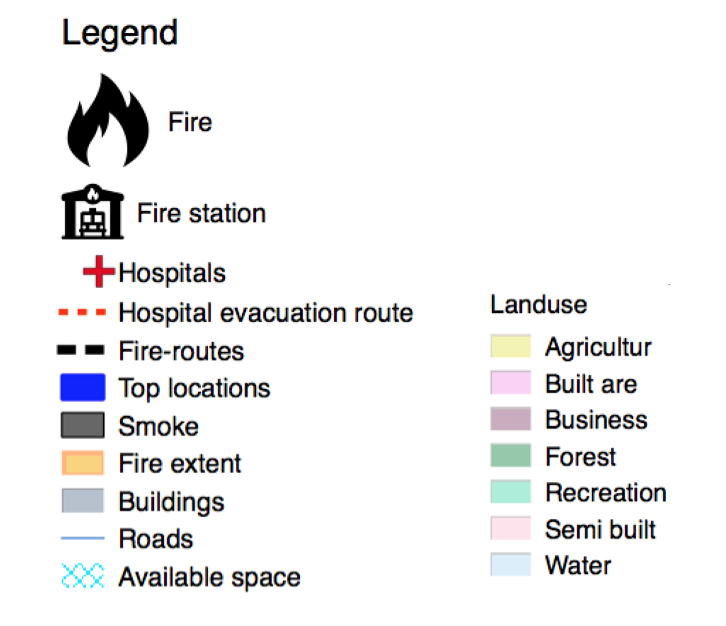 Legend
Fire
Fire station
Hospitals
Hospital evacuation route
Fire-routes
Top locations
Smoke
Fire extent
Buildings
Roads
Available space
Landuse
Agricultur
Built are
Business
Forest
Recreation
Semi built
Water